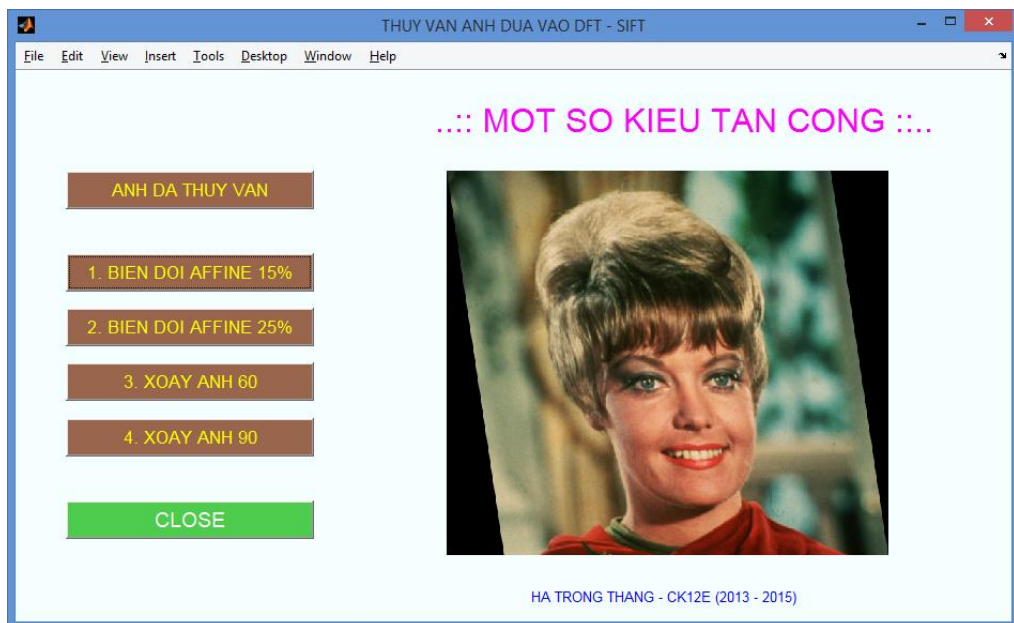 THUY VAN ANH DUA VAO DFT - SIFT
File Edit View Insert Tools Desktop Window Help
..:: MOT SO KIEU TAN CONG ::..
ANH DA THUY VAN
1. BIEN DOI AFFINE 15%
2. BIEN DOI AFFINE 25%
3. XOAY ANH 60
4. XOAY ANH 90
CLOSE
HA TRONG THANG - CK12E (2013 - 2015)